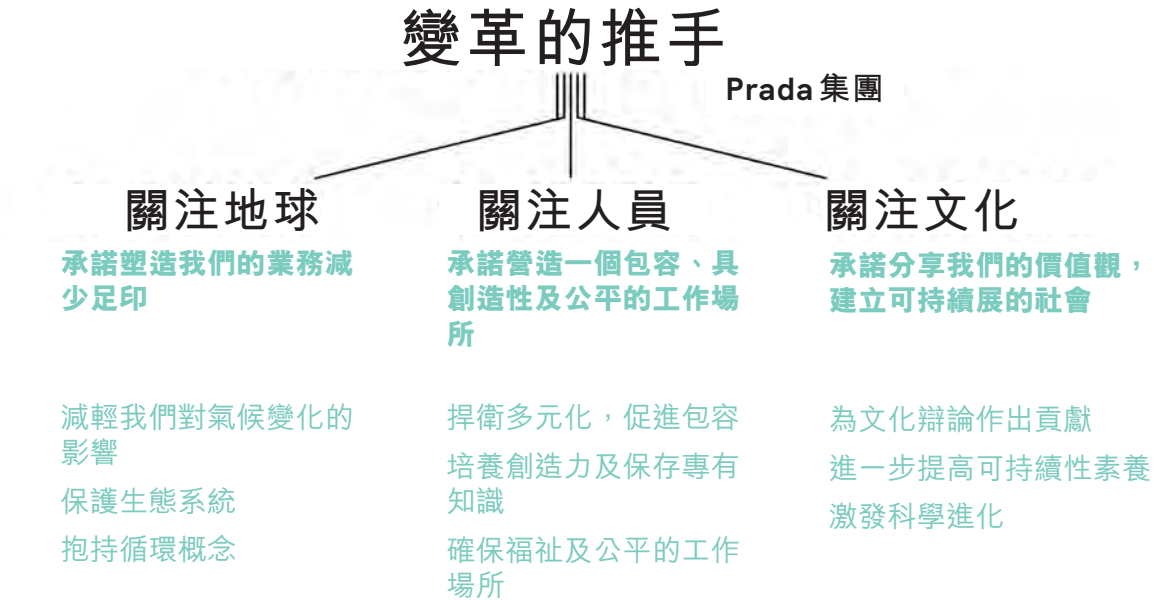 變革的推手
Prada集團
關注地球
承諾塑造我們的業務減
少足印
減輕我們對氣候變化的
影響
保護生態系統
抱持循環概念
關注人員
承諾營造一個包容、具
創造性及公平的工作場
所
捍衛多元化，促進包容
培養創造力及保存專有
知識
確保福祉及公平的工作
場所
關注文化
承諾分享我們的價值觀，
建立可持續展的社會
為文化辯論作出貢獻
進一步提高可持續性素養
激發科學進化